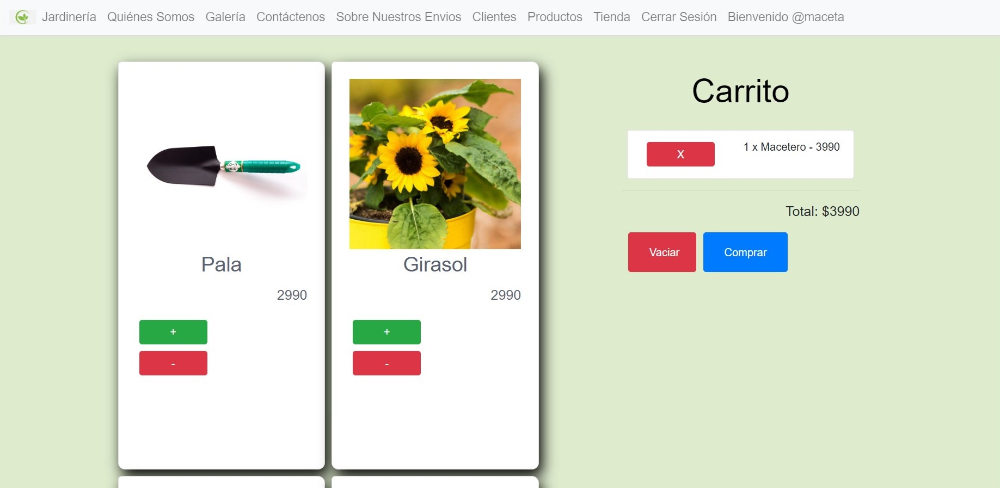 Jardinería Quiénes Somos Galería Contáctenos Sobre Nuestros Envios Clientes Productos Tienda Cerrar Sesión Bienvenido @maceta
Pala
2990
+
-
Girasol
2990
+
-
Carrito
X
1 x Macetero - 3990
Total: $3990
Vaciar
Comprar